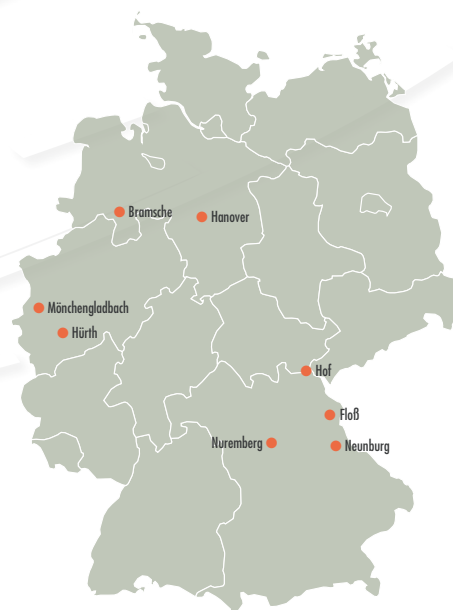 Bramsche
Hanover
Mönchengladbach
Hürth
Hof
Floß
Nuremberg
Neunburg